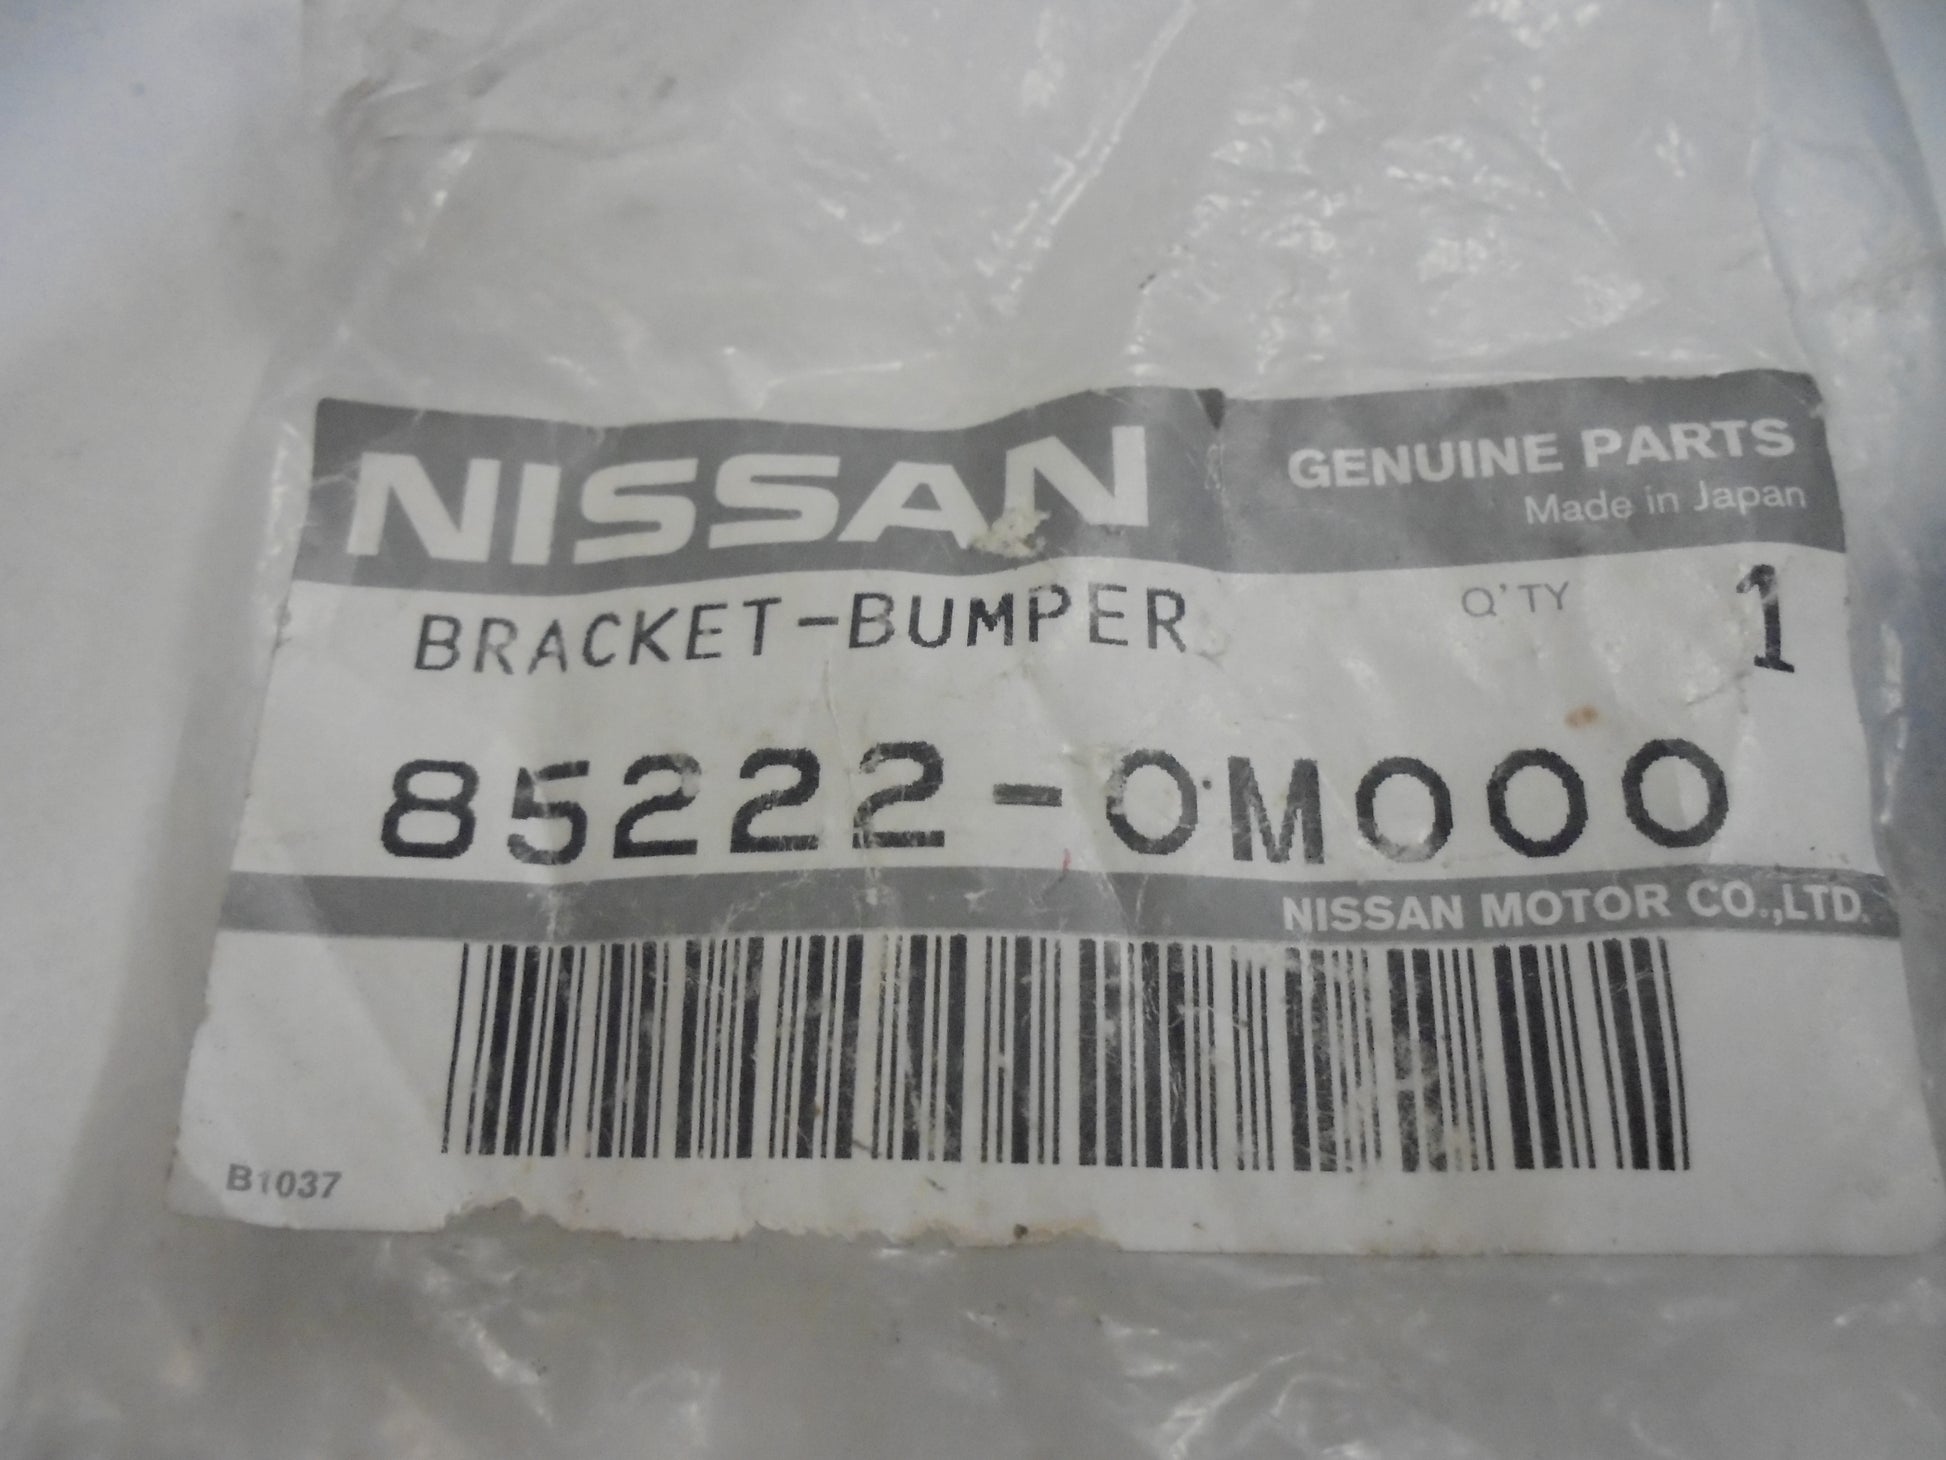 NISSAN
GENUINE PARTS
Made in Japan
BRACKET-BUMPER
Q'TY 1
85222-0M000
NISSAN MOTOR CO.,LTD.
B1037